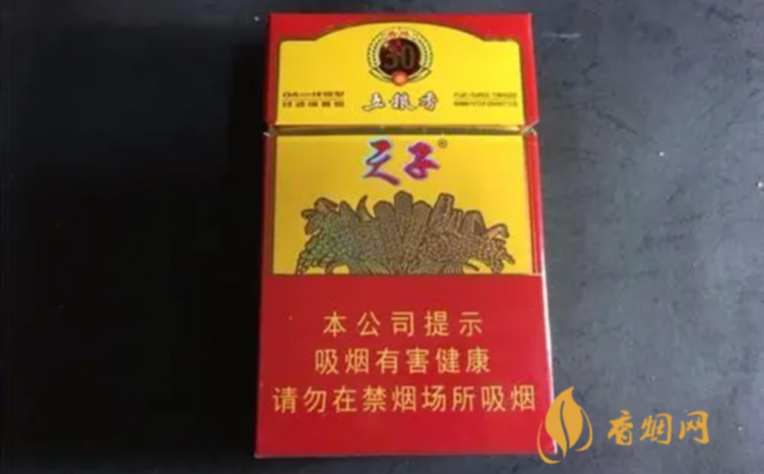 50
五粮香
天子®
本公司提示
吸烟有害健康
请勿在禁烟场所吸烟
香烟网